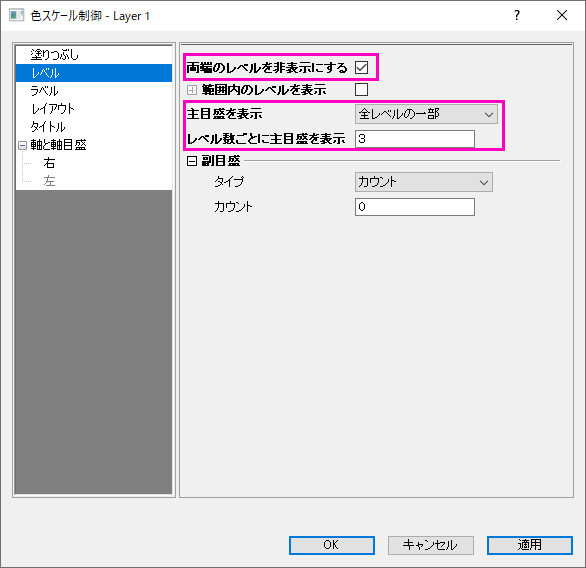 色スケール制御 - Layer 1
塗りつぶし
レベル
ラベル
レイアウト
タイトル
軸と軸目盛
右
左
両端のレベルを非表示にする
範囲内のレベルを表示
主目盛を表示 全レベルの一部
レベル数ごとに主目盛を表示 3
副目盛
タイプ カウント
カウント 0
OK キャンセル 適用